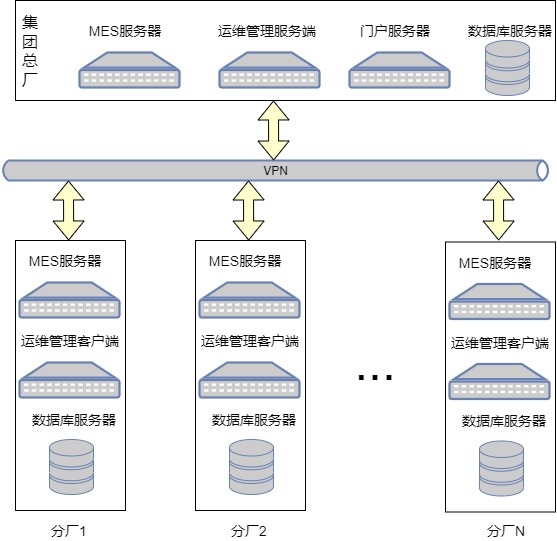 集团总厂
MES服务器
运维管理服务端
门户服务器
数据库服务器
VPN
MES服务器
运维管理客户端
数据库服务器
分厂1
MES服务器
运维管理客户端
数据库服务器
分厂2
...
MES服务器
运维管理客户端
数据库服务器
分厂N